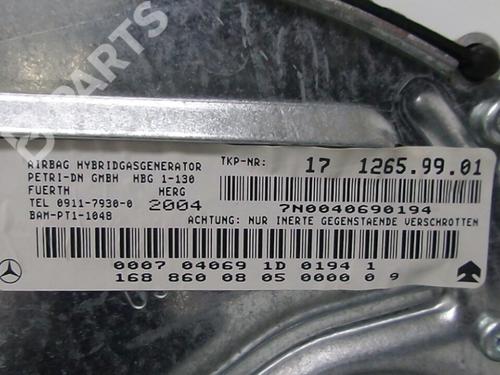 PARTS
AIRBAG HYBRIDGASGENERATOR
PETRI-DN GMBH HBG 1-130
FUERTH HERG
TEL 0911-7930-0 2004
BAM-PT1-1048
TKP-NR: 17 1265.99.01
7N0040690194
ACHTUNG: NUR INERTE GEGENSTAENDE VERSCHROTTEN
0007 04069 1D 0194 1
168 860 08 05 0000 0 9